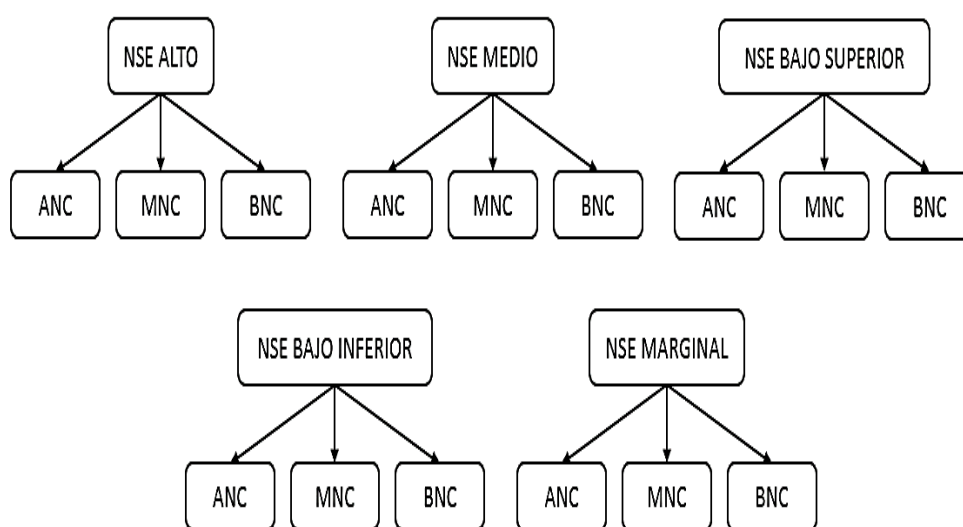 NSE ALTO
NSE MEDIO
NSE BAJO SUPERIOR
ANC
MNC
BNC
ANC
MNC
BNC
ANC
MNC
BNC
NSE BAJO INFERIOR
NSE MARGINAL
ANC
MNC
BNC
ANC
MNC
BNC